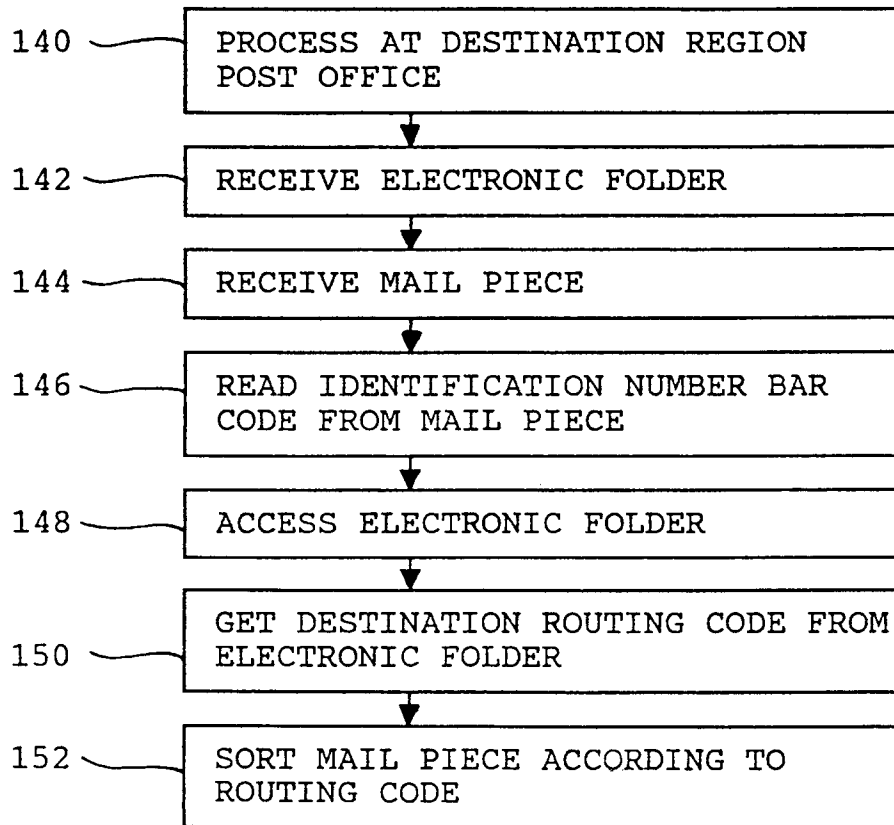 140 PROCESS AT DESTINATION REGION
POST OFFICE
142 RECEIVE ELECTRONIC FOLDER
144 RECEIVE MAIL PIECE
146 READ IDENTIFICATION NUMBER BAR
CODE FROM MAIL PIECE
148 ACCESS ELECTRONIC FOLDER
GET DESTINATION ROUTING CODE FROM
150 ELECTRONIC FOLDER
152 SORT MAIL PIECE ACCORDING TO
ROUTING CODE